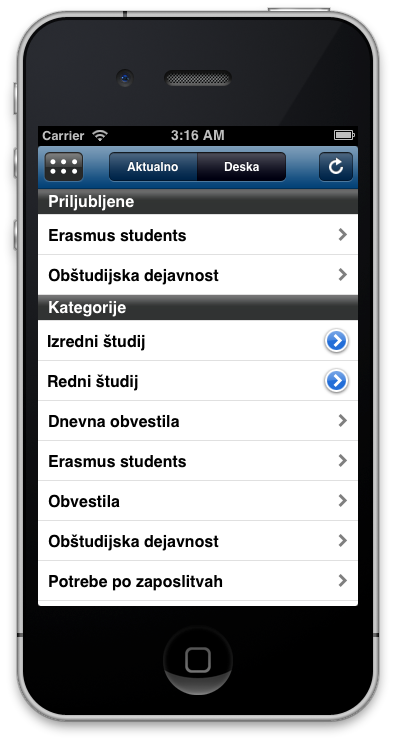 Carrier 3:16 AM
Aktualno Deska
Priljubljene
Erasmus students
Obštudijska dejavnost
Kategorije
Izredni študij
Redni študij
Dnevna obvestila
Erasmus students
Obvestila
Obštudijska dejavnost
Potrebe po zaposlitvah